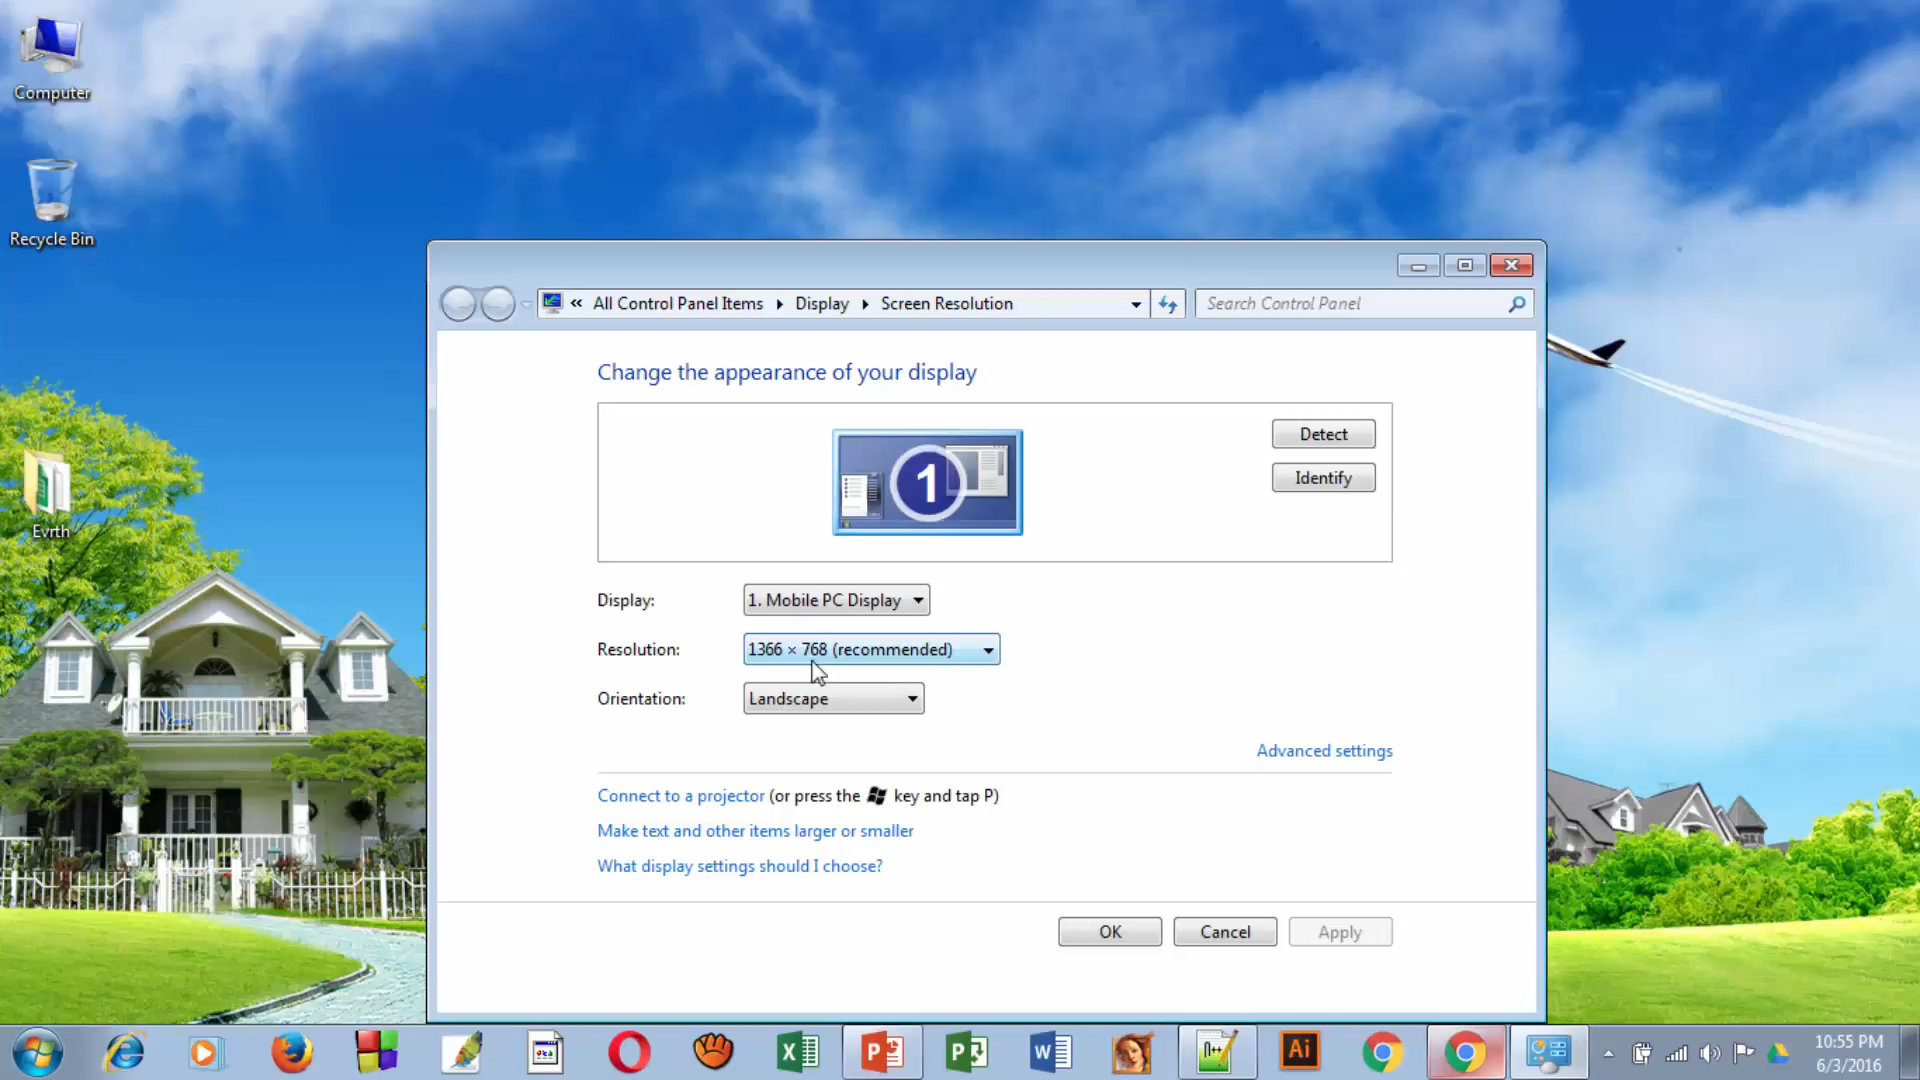 Computer
Recycle Bin
Evrth
« All Control Panel Items Display Screen Resolution
Search Control Panel
Change the appearance of your display
1
Detect
Identify
Display: 1. Mobile PC Display
Resolution: 1366 × 768 (recommended)
Orientation: Landscape
Advanced settings
Connect to a projector (or press the key and tap P)
Make text and other items larger or smaller
What display settings should I choose?
OK Cancel Apply
10:55 PM
6/3/2016